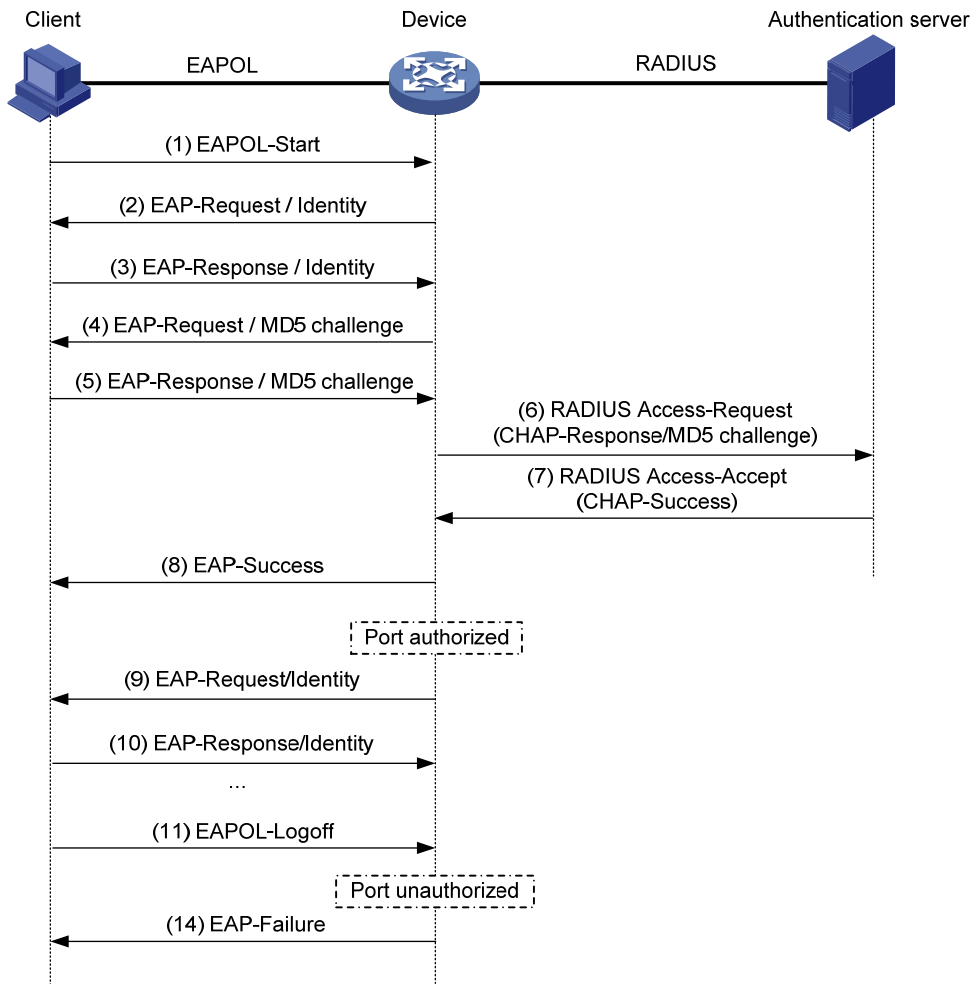 Client
Device
Authentication server
EAPOL
RADIUS
(1) EAPOL-Start
(2) EAP-Request / Identity
(3) EAP-Response / Identity
(4) EAP-Request / MD5 challenge
(5) EAP-Response / MD5 challenge
(6) RADIUS Access-Request
(CHAP-Response/MD5 challenge)
(7) RADIUS Access-Accept
(CHAP-Success)
(8) EAP-Success
Port authorized
(9) EAP-Request/Identity
(10) EAP-Response/Identity
...
(11) EAPOL-Logoff
Port unauthorized
(14) EAP-Failure